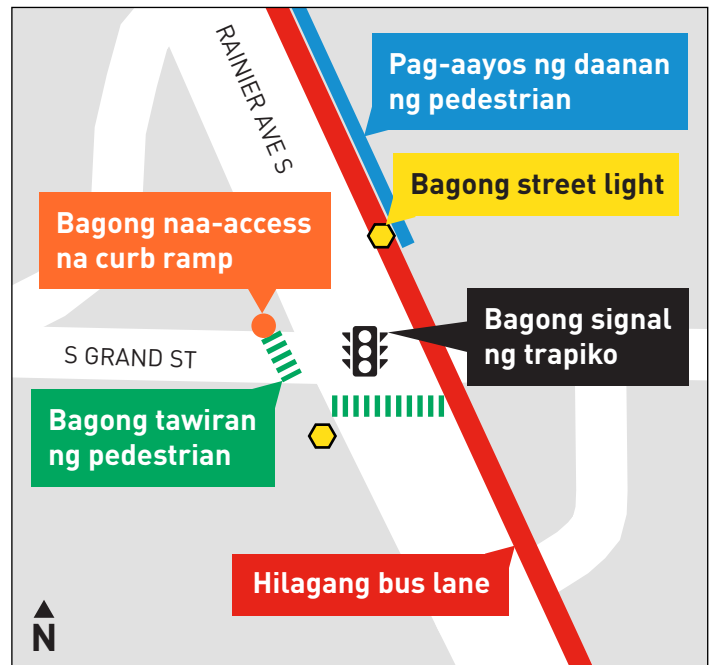 RAINIER AVE S
Pag-aayos ng daanan
ng pedestrian
Bagong street light
Bagong naa-access
na curb ramp
Bagong signal
ng trapiko
S GRAND ST
Bagong tawiran
ng pedestrian
Hilagang bus lane
N